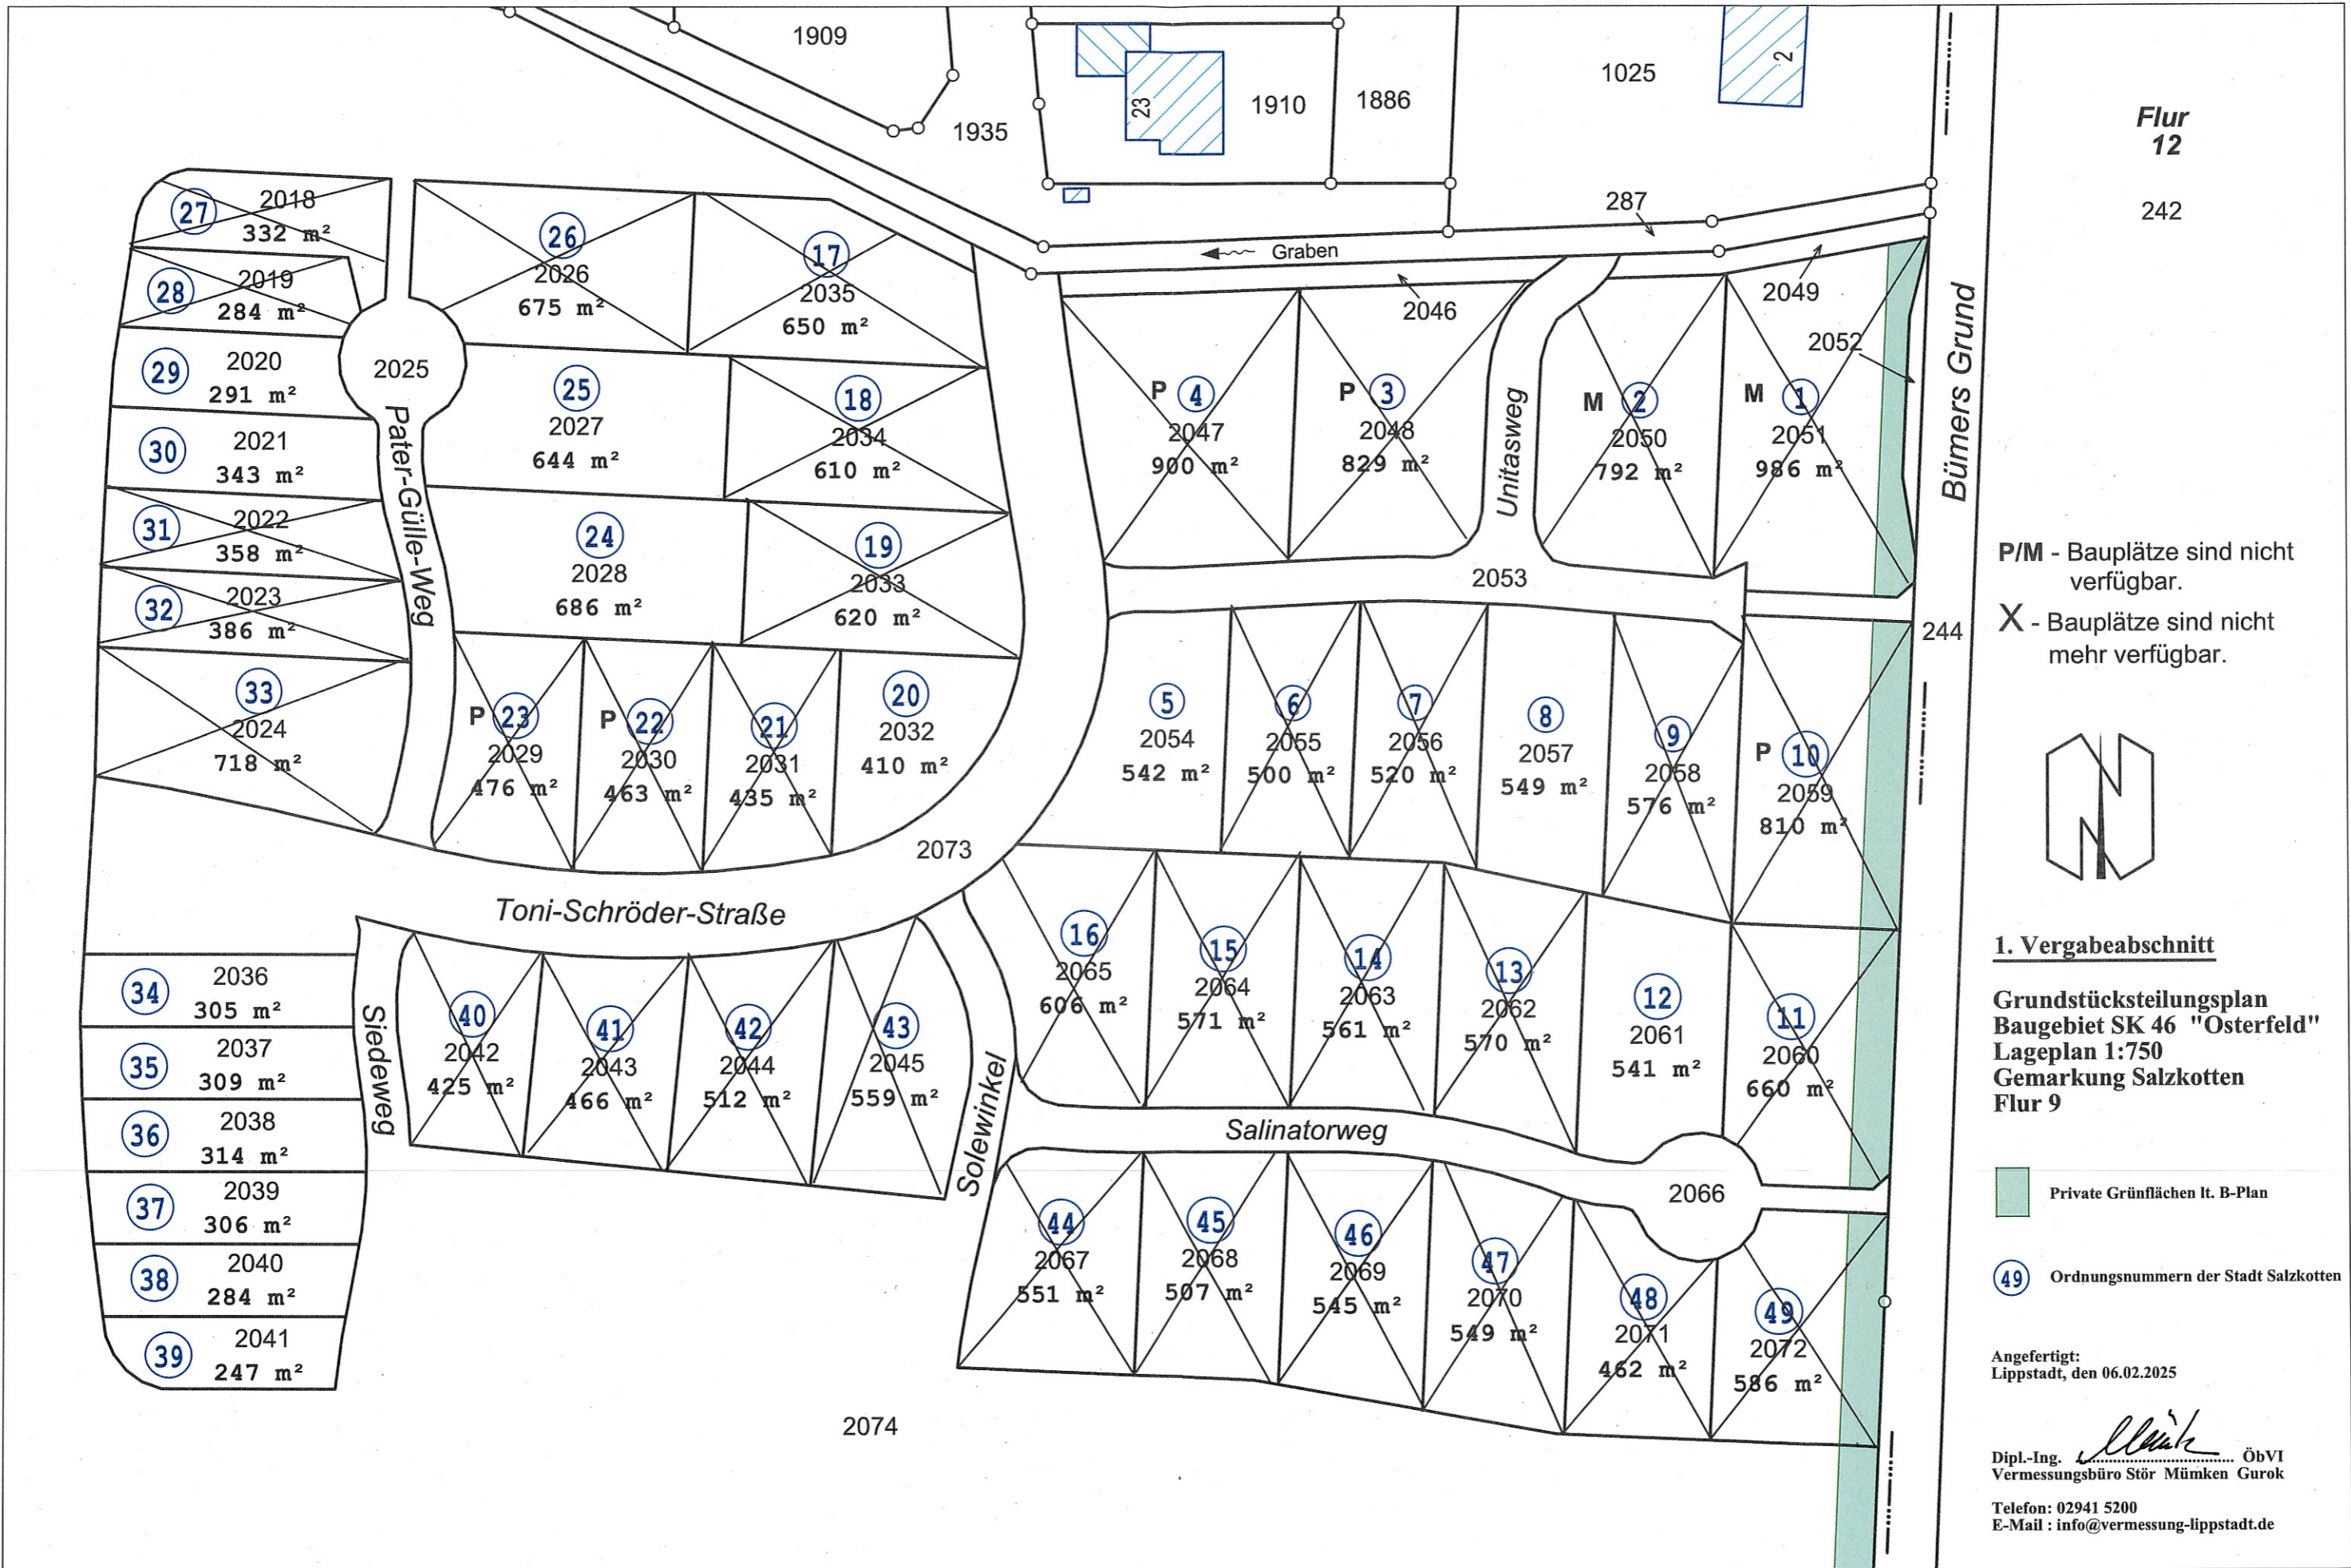 1909
1935
23
1910
1886
1025
2
Flur
12
242
287
Graben
2049
2046
2052
Bümers Grund
244
27
2018
332 m²
28
2019
284 m²
29
2020
291 m²
30
2021
343 m²
31
2022
358 m²
32
2023
386 m²
33
2024
718 m²
2025
Pater-Gülle-Weg
26
2026
675 m²
17
2035
650 m²
25
2027
644 m²
18
2034
610 m²
24
2028
686 m²
19
2033
620 m²
P 23
2029
476 m²
P 22
2030
463 m²
21
2031
435 m²
20
2032
410 m²
P 4
2047
900 m²
P 3
2048
829 m²
Unitasweg
M 2
2050
792 m²
M 1
2051
986 m²
2053
5
2054
542 m²
6
2055
500 m²
7
2056
520 m²
8
2057
549 m²
9
2058
576 m²
P 10
2059
810 m²
2073
Toni-Schröder-Straße
16
2065
606 m²
15
2064
571 m²
14
2063
561 m²
13
2062
570 m²
12
2061
541 m²
11
2060
660 m²
34
2036
305 m²
35
2037
309 m²
36
2038
314 m²
37
2039
306 m²
38
2040
284 m²
39
2041
247 m²
Siedeweg
40
2042
425 m²
41
2043
466 m²
42
2044
512 m²
43
2045
559 m²
Solewinkel
Salinatorweg
2066
44
2067
551 m²
45
2068
507 m²
46
2069
545 m²
47
2070
549 m²
48
2071
462 m²
49
2072
586 m²
2074
P/M - Bauplätze sind nicht
verfügbar.
X - Bauplätze sind nicht
mehr verfügbar.
N
1. Vergabeabschnitt
Grundstücksteilungsplan
Baugebiet SK 46 "Osterfeld"
Lageplan 1:750
Gemarkung Salzkotten
Flur 9
Private Grünflächen lt. B-Plan
49 Ordnungsnummern der Stadt Salzkotten
Angefertigt:
Lippstadt, den 06.02.2025
Dipl.-Ing. ÖbVI
Vermessungsbüro Stör Mümken Gurok
Telefon: 02941 5200
E-Mail : info@vermessung-lippstadt.de